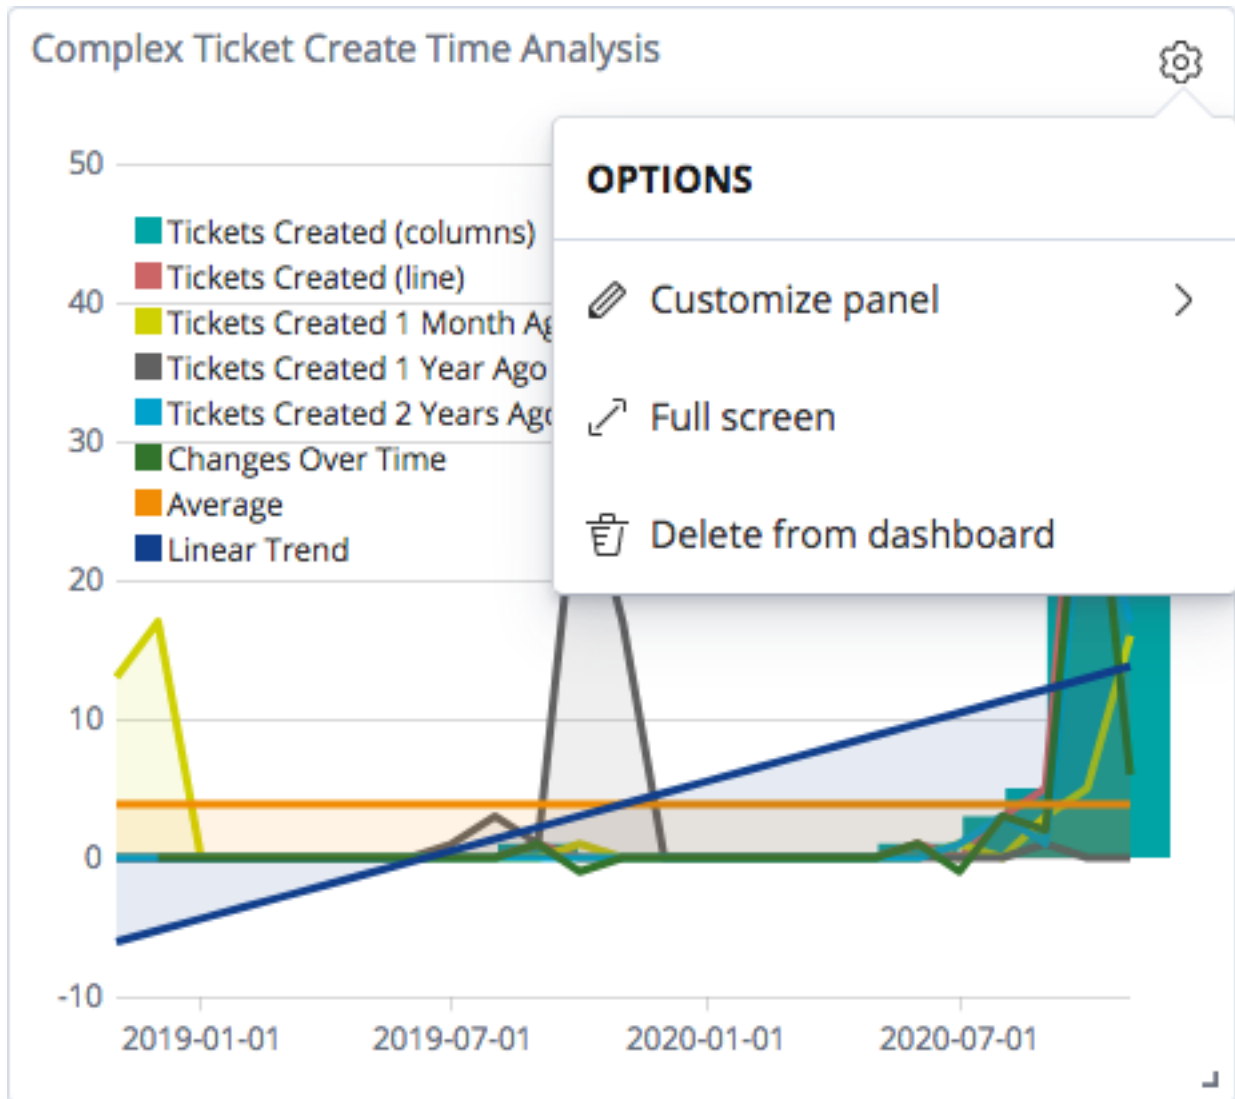 Complex Ticket Create Time Analysis
OPTIONS
Customize panel
Full screen
Delete from dashboard
50
40
30
20
10
0
-10
Tickets Created (columns)
Tickets Created (line)
Tickets Created 1 Month
Tickets Created 1 Year Ago
Tickets Created 2 Years Ago
Changes Over Time
Average
Linear Trend
2019-01-01
2019-07-01
2020-01-01
2020-07-01